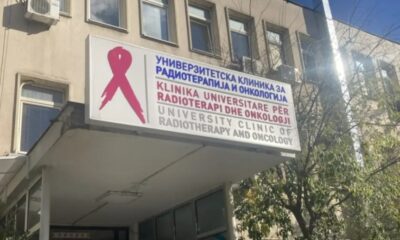 УНИВЕРЗИТЕТСКА КЛИНИКА ЗА
РАДИОТЕРАПИЈА И ОНКОЛОГИЈА
KLINIKA UNIVERSITARE PËR
RADIOTERAPI DHE ONKOLOGJI
UNIVERSITY CLINIC OF
RADIOTHERAPY AND ONCOLOGY